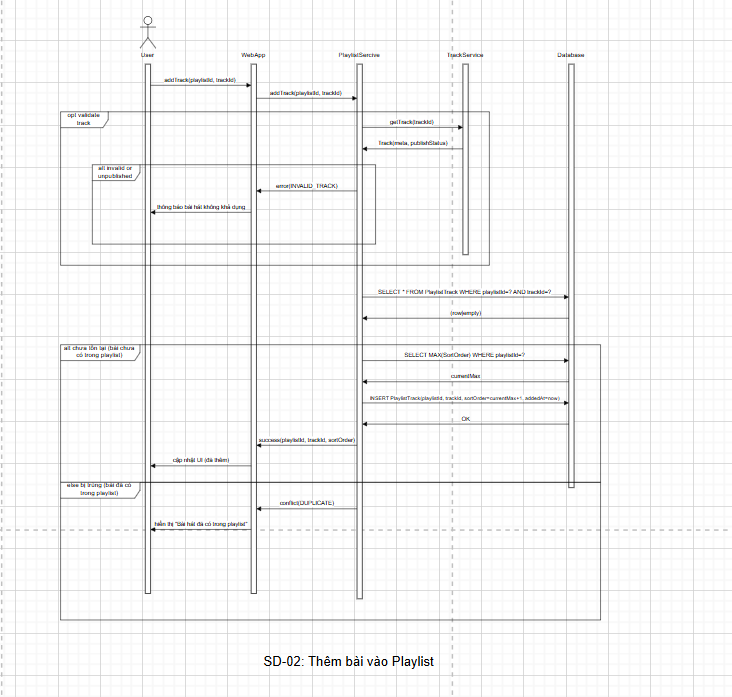 User
WebApp
PlaylistSercive
TrackService
Database
addTrack(playlistId, trackId)
addTrack(playlistId, trackId)
opt validate
track
getTrack(trackId)
Track(meta, publishStatus)
alt invalid or
unpublished
error(INVALID_TRACK)
thông báo bài hát không khả dụng
SELECT * FROM PlaylistTrack WHERE playlistId=? AND trackId=?
(row|empty)
alt chưa tồn tại (bài chưa
có trong playlist)
SELECT MAX(SortOrder) WHERE playlistId=?
currentMax
INSERT PlaylistTrack(playlistId, trackId, sortOrder=currentMax+1, addedAt=now)
OK
success(playlistId, trackId, sortOrder)
cập nhật UI (đã thêm)
else bị trùng (bài đã có
trong playlist)
conflict(DUPLICATE)
hiển thị "Bài hát đã có trong playlist"
SD-02: Thêm bài vào Playlist